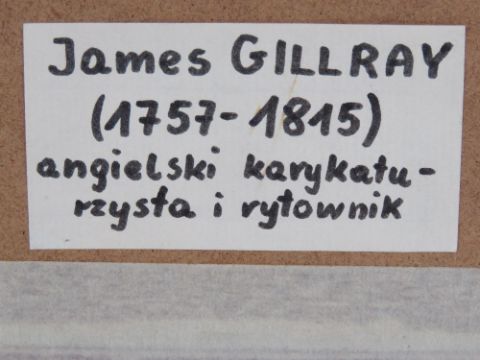 James GILLRAY
(1757-1815)
angielski karykatu-
rzysta i rytownik